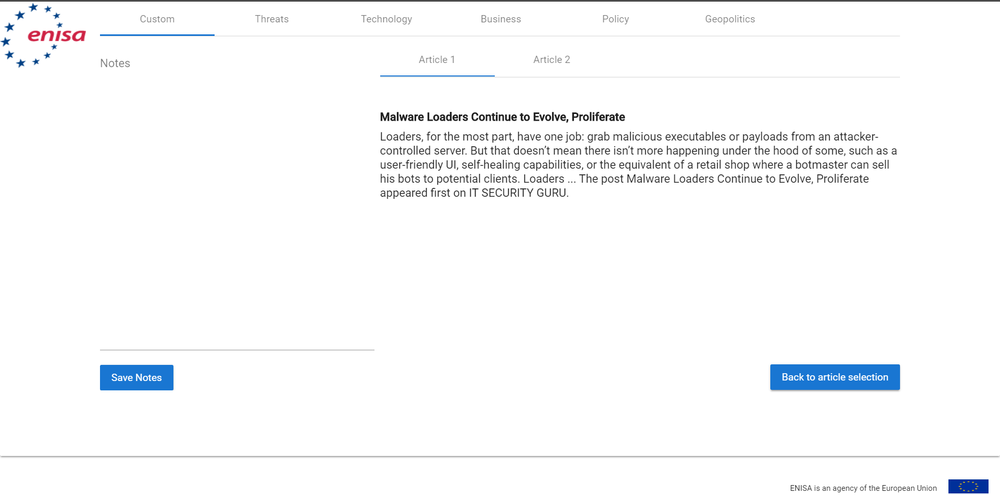 enisa
Custom
Threats
Technology
Business
Policy
Geopolitics
Notes
Article 1
Article 2
Malware Loaders Continue to Evolve, Proliferate
Loaders, for the most part, have one job: grab malicious executables or payloads from an attacker-
controlled server. But that doesn’t mean there isn’t more happening under the hood of some, such as a
user-friendly UI, self-healing capabilities, or the equivalent of a retail shop where a botmaster can sell
his bots to potential clients. Loaders ... The post Malware Loaders Continue to Evolve, Proliferate
appeared first on IT SECURITY GURU.
Save Notes
Back to article selection
ENISA is an agency of the European Union